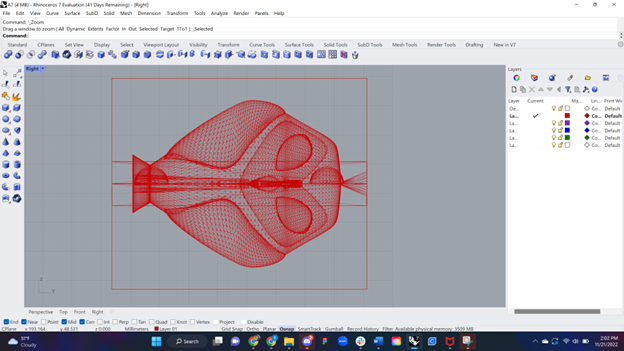 A7 (4 MB) - Rhinoceros 7 Evaluation (41 Days Remaining) - [Right]
File Edit View Curve Surface SubD Solid Mesh Dimension Transform Tools Analyze Render Panels Help
Command: '_Zoom
Drag a window to zoom ( All Dynamic Extents Factor In Out Selected Target 1To1 ): _Selected
Command:
Standard CPlanes Set View Display Select Viewport Layout Visibility Transform Curve Tools Surface Tools Solid Tools SubD Tools Mesh Tools Render Tools Drafting New in V7
Right
Layers
Layer Current Ma... Lin... Print Wi
De... Co... Default
La... Co... Default
La... Co... Default
La... Co... Default
La... Co... Default
La... Co... Default
Perspective Top Front Right
End Near Point Mid Cen Int Perp Tan Quad Knot Vertex Project Disable
CPlane x 193.164 y 48.531 z 0.000 Millimeters Layer 01 Grid Snap Ortho Planar Osnap SmartTrack Gumball Record History Filter Available physical memory: 3939 MB
51°F
Cloudy
Search
2:02 PM
11/21/2022